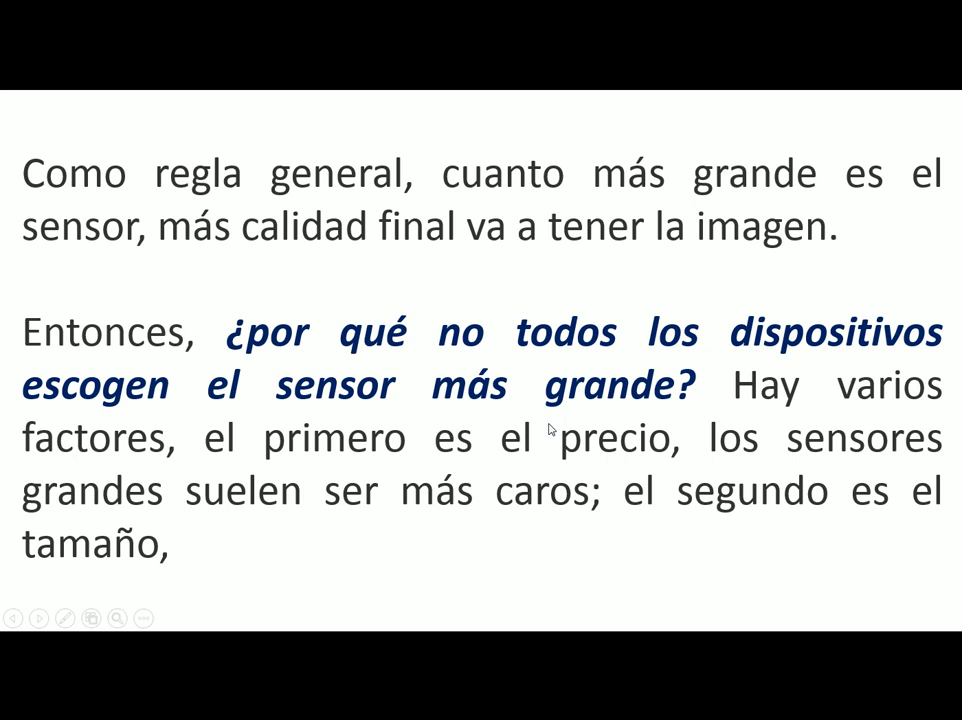 Como regla general, cuanto más grande es el
sensor, más calidad final va a tener la imagen.
Entonces, ¿por qué no todos los dispositivos
escogen el sensor más grande? Hay varios
factores, el primero es el precio, los sensores
grandes suelen ser más caros; el segundo es el
tamaño,